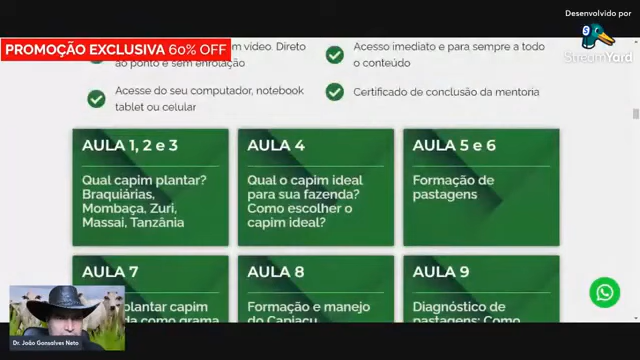 Desenvolvido por
StreamYard
PROMOÇÃO EXCLUSIVA 60% OFF
m vídeo. Direto
ao ponto e sem enrolação
Acesso imediato e para sempre a todo
o conteúdo
Acesse do seu computador, notebook
tablet ou celular
Certificado de conclusão da mentoria
AULA 1, 2 e 3
Qual capim plantar?
Braquiárias,
Mombaça, Zuri,
Massai, Tanzânia
AULA 4
Qual o capim ideal
para sua fazenda?
Como escolher o
capim ideal?
AULA 5 e 6
Formação de
pastagens
AULA 7
plantar capim
da como grama
AULA 8
Formação e manejo
do Capiaçu
AULA 9
Diagnóstico de
pastagens: Como
Dr. João Gonsalves Neto